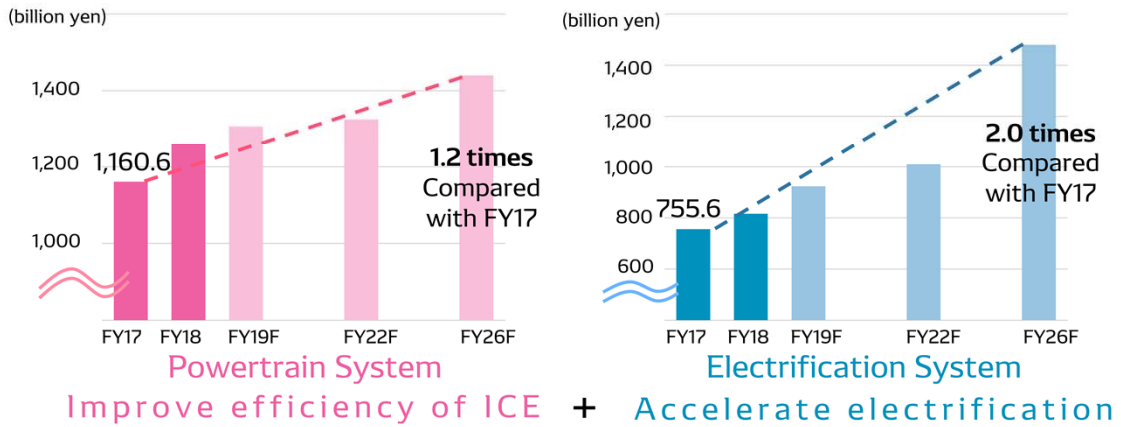 (billion yen)
1,400
1,200
1,000
1,160.6
1.2 times
Compared
with FY17
FY17 FY18 FY19F FY22F FY26F
Powertrain System
Improve efficiency of ICE
+
(billion yen)
1,400
1,200
1,000
800
600
755.6
2.0 times
Compared
with FY17
FY17 FY18 FY19F FY22F FY26F
Electrification System
Accelerate electrification